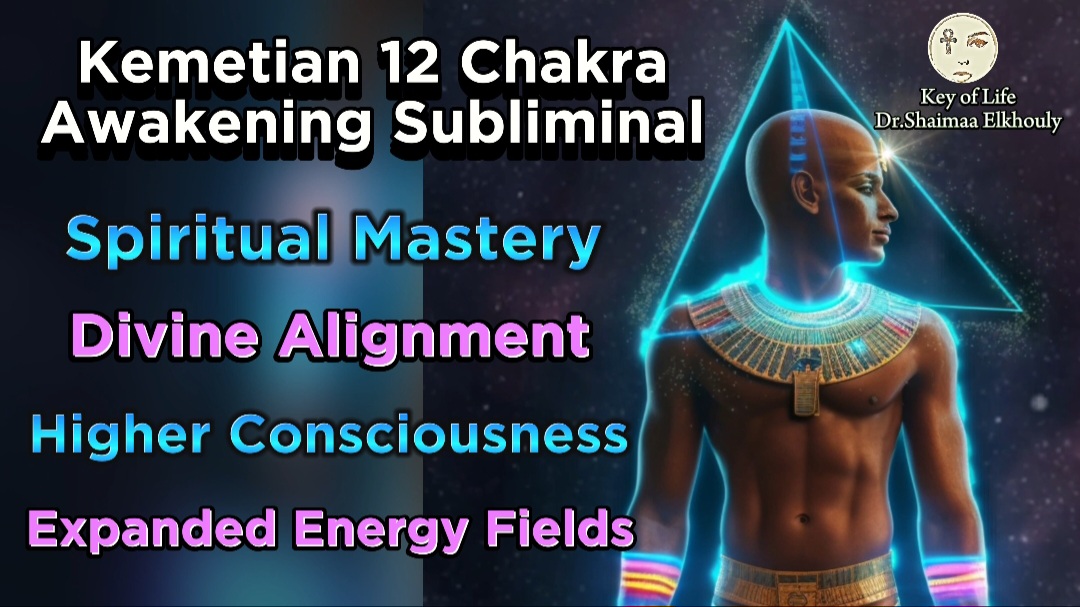 Kemetian 12 Chakra
Awakening Subliminal
Key of Life
Dr.Shaimaa Elkhouly
Spiritual Mastery
Divine Alignment
Higher Consciousness
Expanded Energy Fields